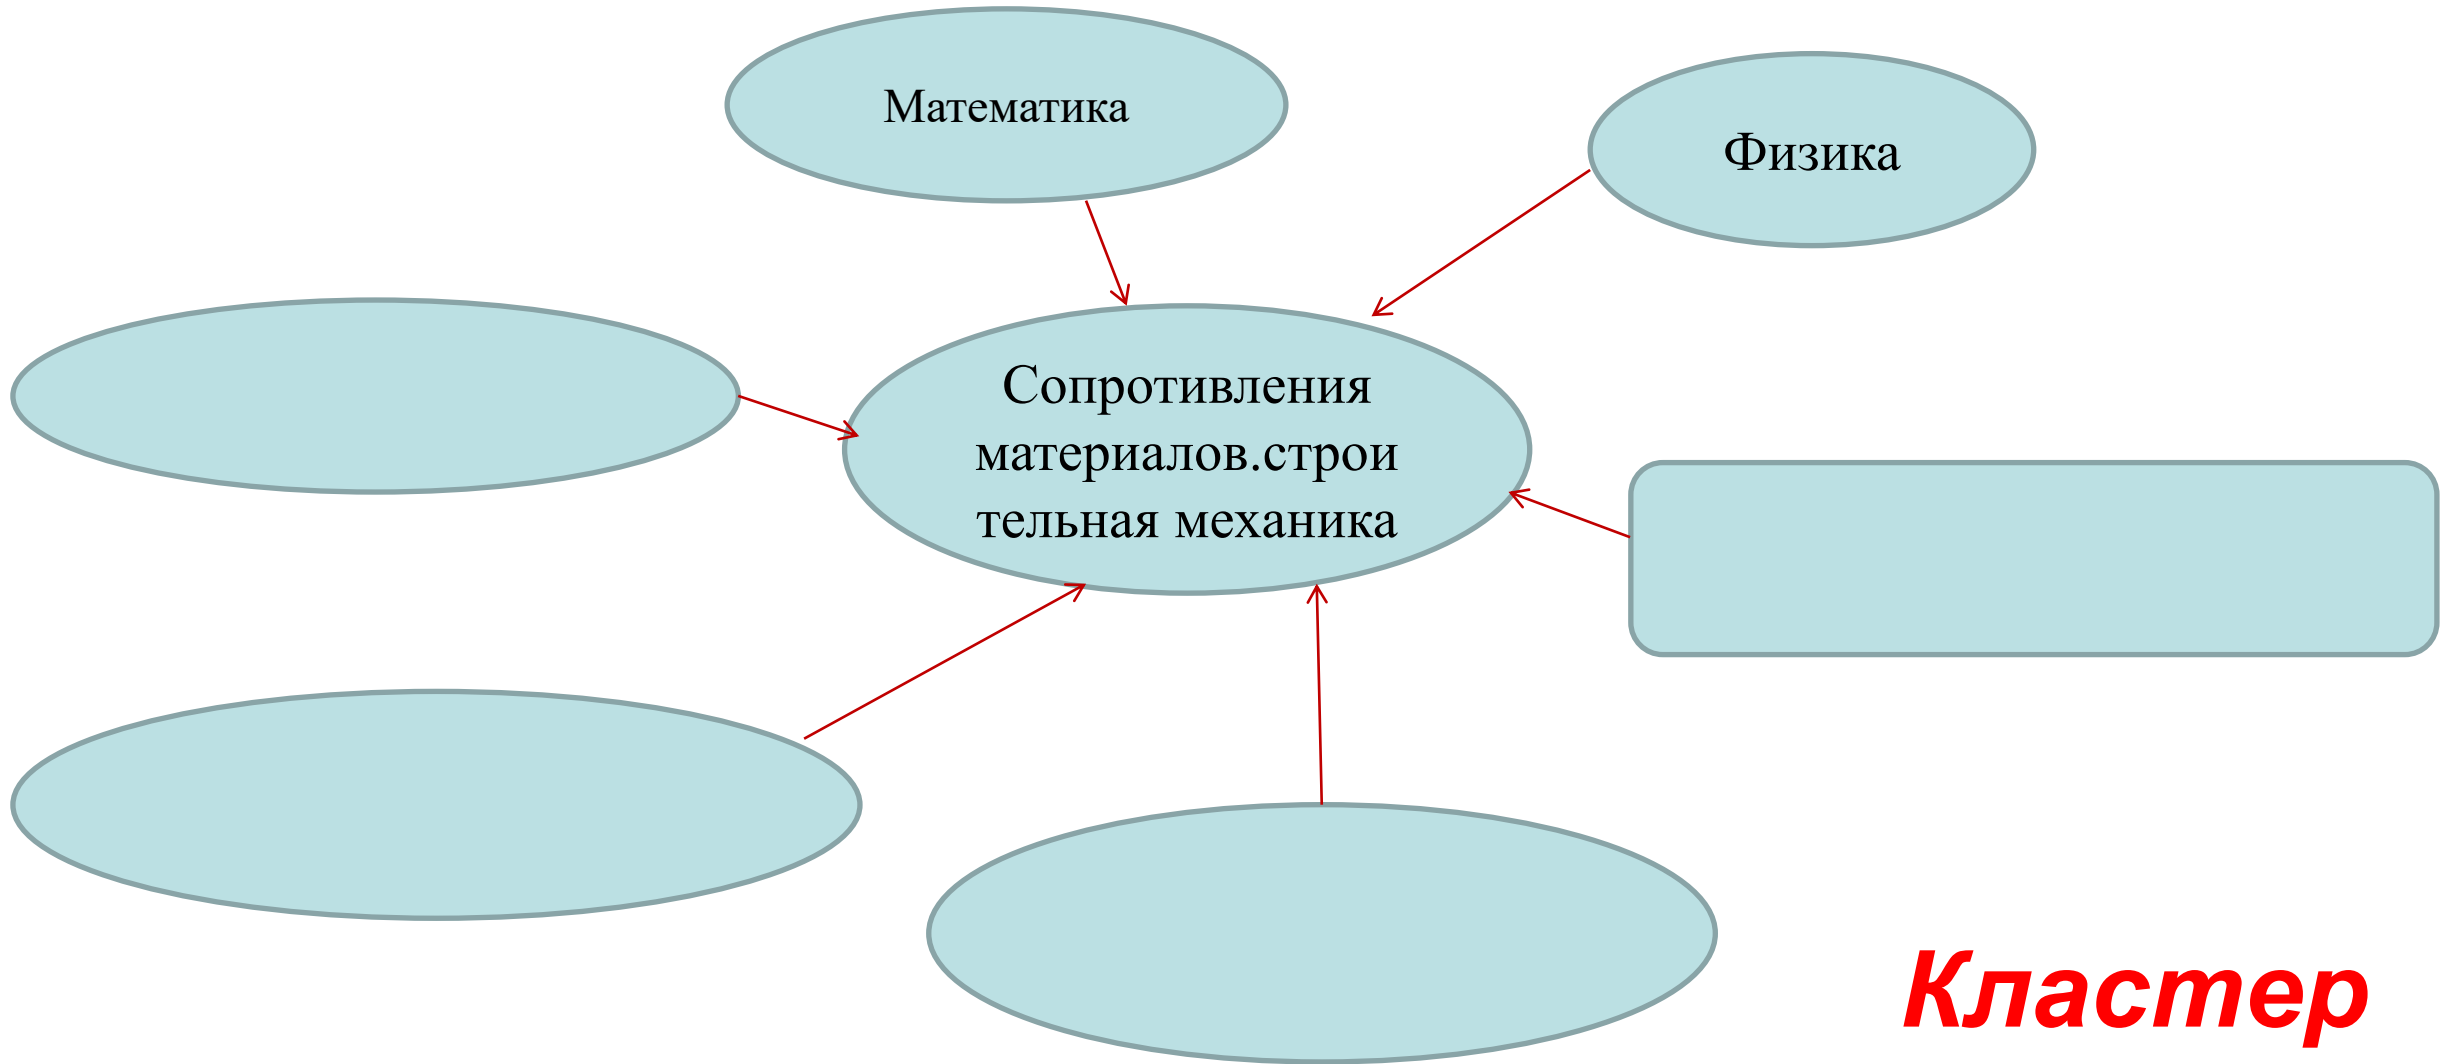 Математика
Физика
Сопротивления
материалов.строи
тельная механика
Кластер